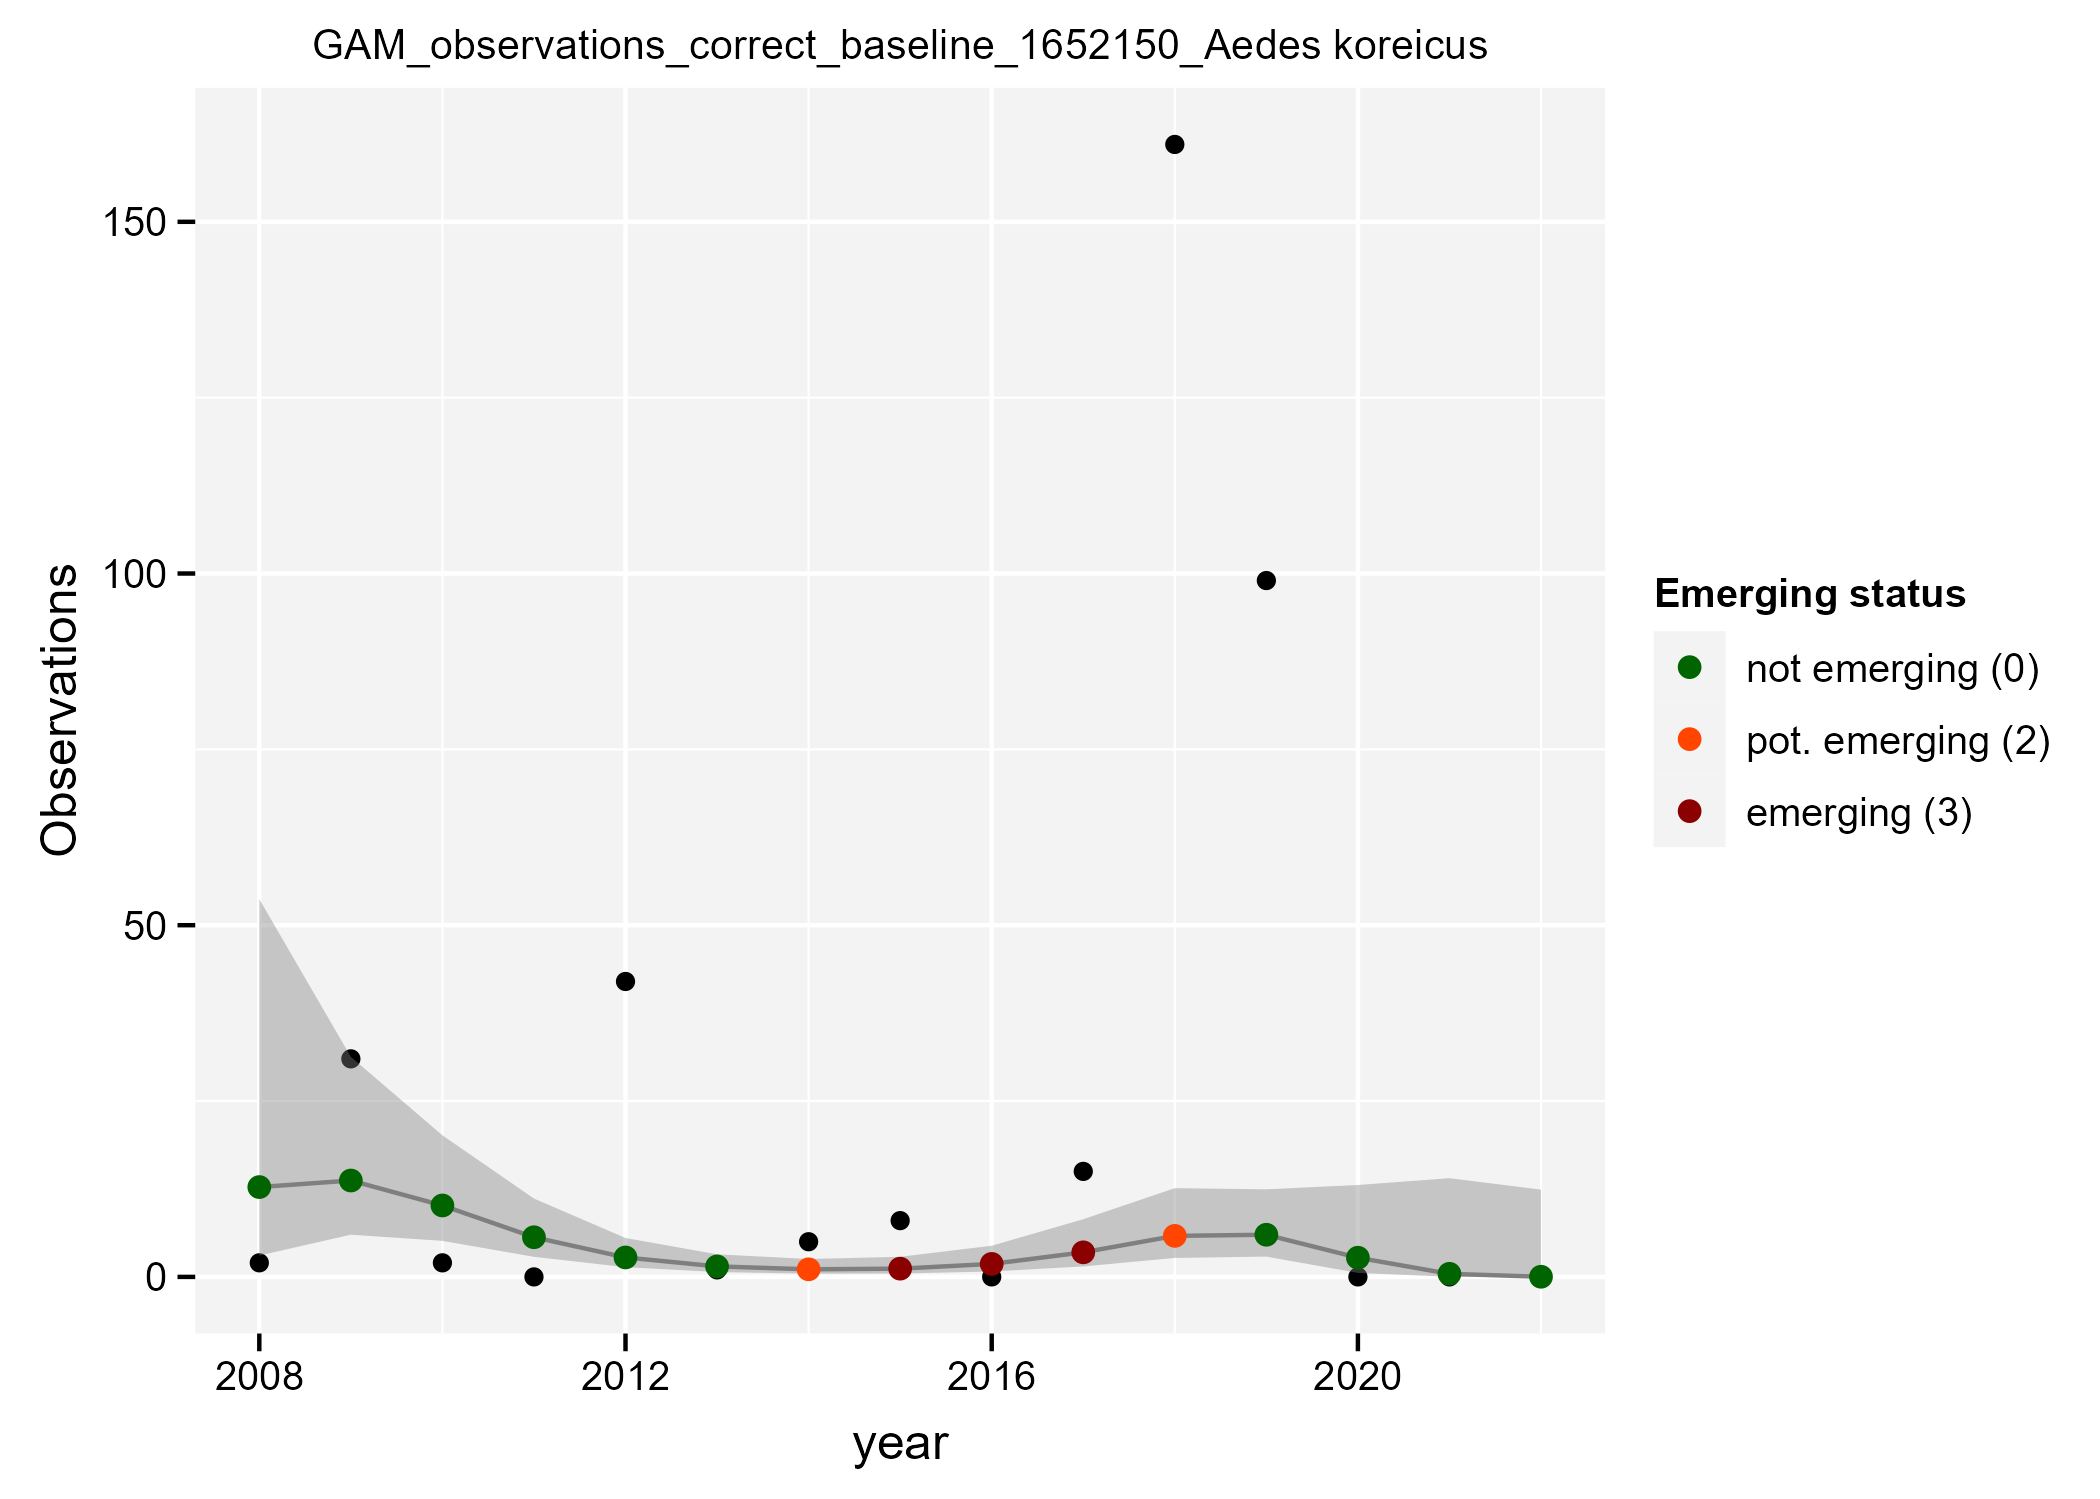 GAM_observations_correct_baseline_1652150_Aedes koreicus
150
100
50
0
Observations
2008
2012
2016
2020
year
Emerging status
not emerging (0)
pot. emerging (2)
emerging (3)